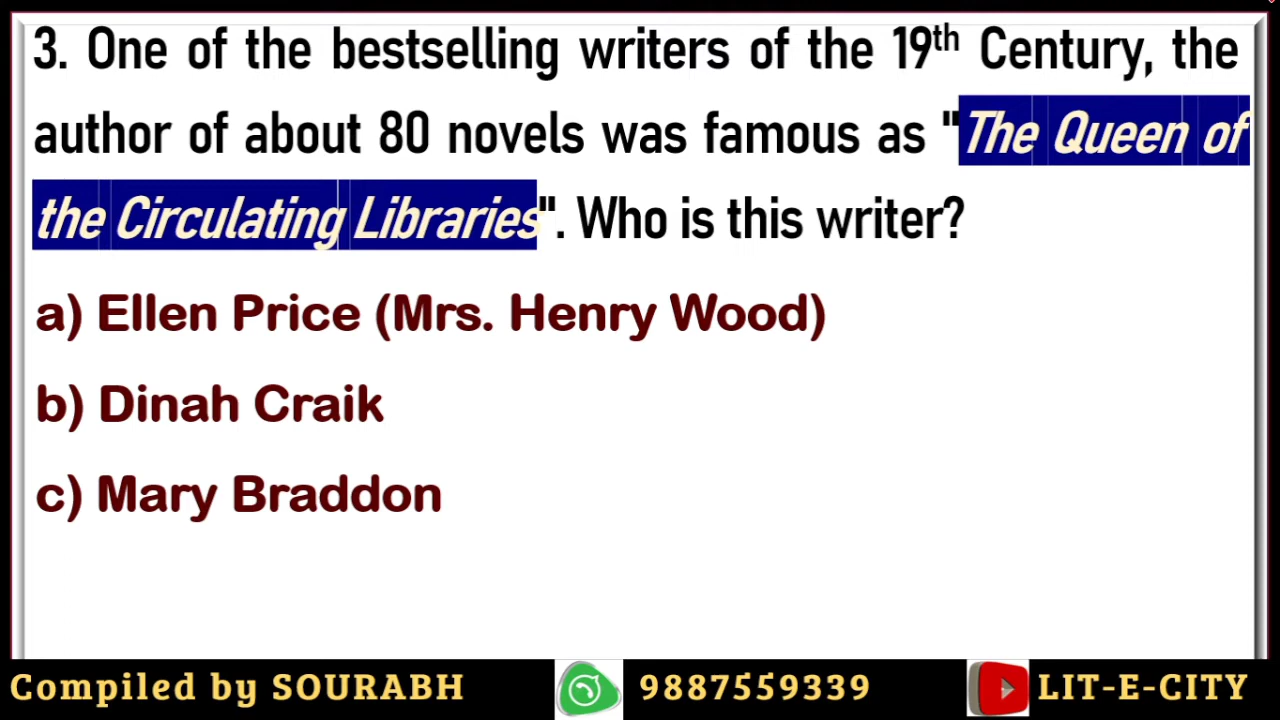 3. One of the bestselling writers of the 19th Century, the
author of about 80 novels was famous as "The Queen of
the Circulating Libraries". Who is this writer?
a) Ellen Price (Mrs. Henry Wood)
b) Dinah Craik
c) Mary Braddon
Compiled by SOURABH 9887559339 LIT-E-CITY